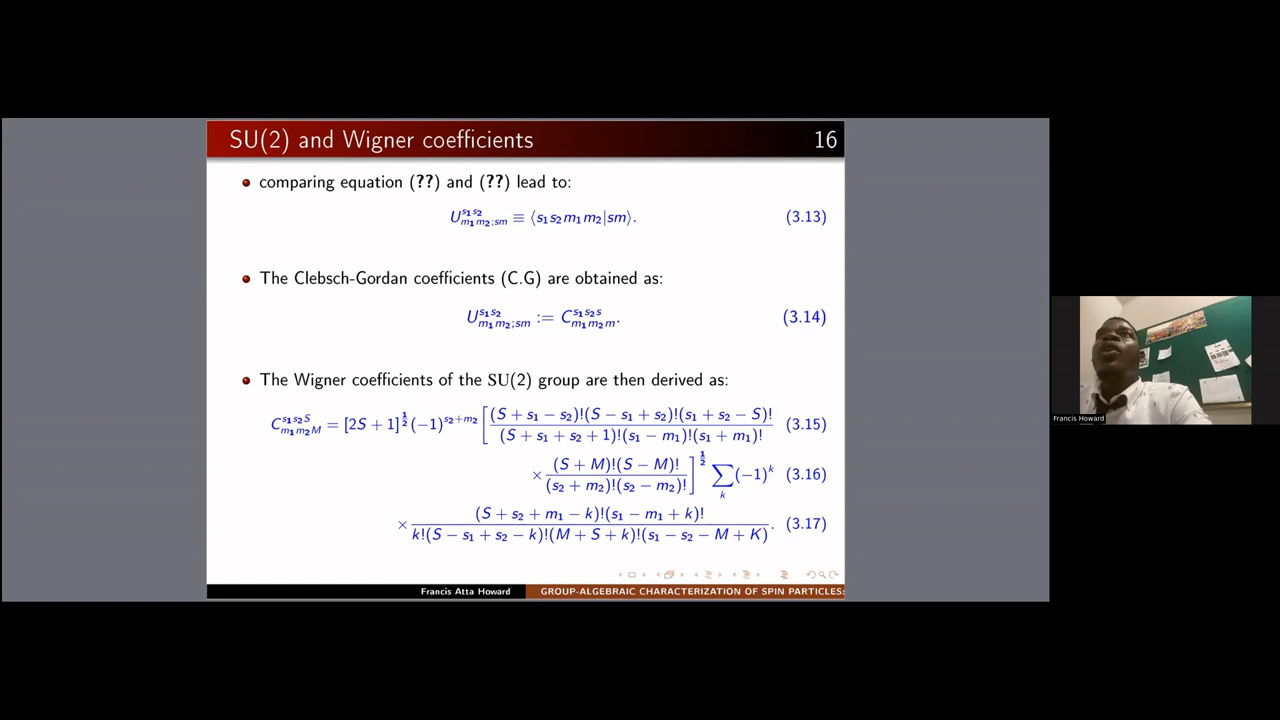 SU(2) and Wigner coefficients 16
comparing equation (??) and (??) lead to:
U^{s₁s₂}_{m₁m₂;sm} ≡ ⟨s₁s₂m₁m₂|sm⟩. (3.13)
The Clebsch-Gordan coefficients (C.G) are obtained as:
U^{s₁s₂}_{m₁m₂;sm} := C^{s₁s₂s}_{m₁m₂m}. (3.14)
The Wigner coefficients of the SU(2) group are then derived as:
C^{s₁s₂S}_{m₁m₂M} = [2S + 1]^{1/2}(−1)^{s₂+m₂} [ (S + s₁ − s₂)!(S − s₁ + s₂)!(s₁ + s₂ − S)! / (S + s₁ + s₂ + 1)!(s₁ − m₁)!(s₁ + m₁)! (3.15)
× (S + M)!(S − M)! / (s₂ + m₂)!(s₂ − m₂)! ]^{1/2} ∑_k (−1)^k (3.16)
× (S + s₂ + m₁ − k)!(s₁ − m₁ + k)! / k!(S − s₁ + s₂ − k)!(M + S + k)!(s₁ − s₂ − M + K)! . (3.17)
Francis Atta Howard GROUP-ALGEBRAIC CHARACTERIZATION OF SPIN PARTICLES:
Francis Howard